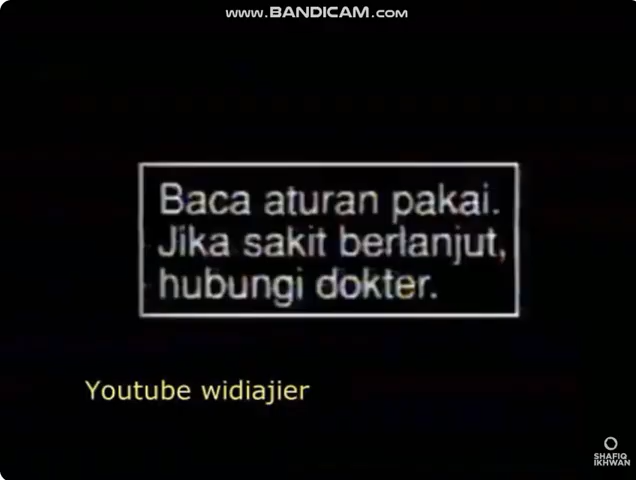 www.BANDICAM.com
Baca aturan pakai.
Jika sakit berlanjut,
hubungi dokter.
Youtube widiajier
SHAFIQ
IKHWAN